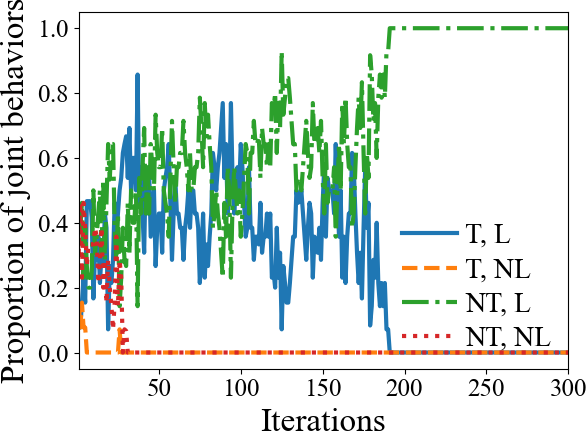 Proportion of joint behaviors
1.0
0.8
0.6
0.4
0.2
0.0
T, L
T, NL
NT, L
NT, NL
50 100 150 200 250 300
Iterations